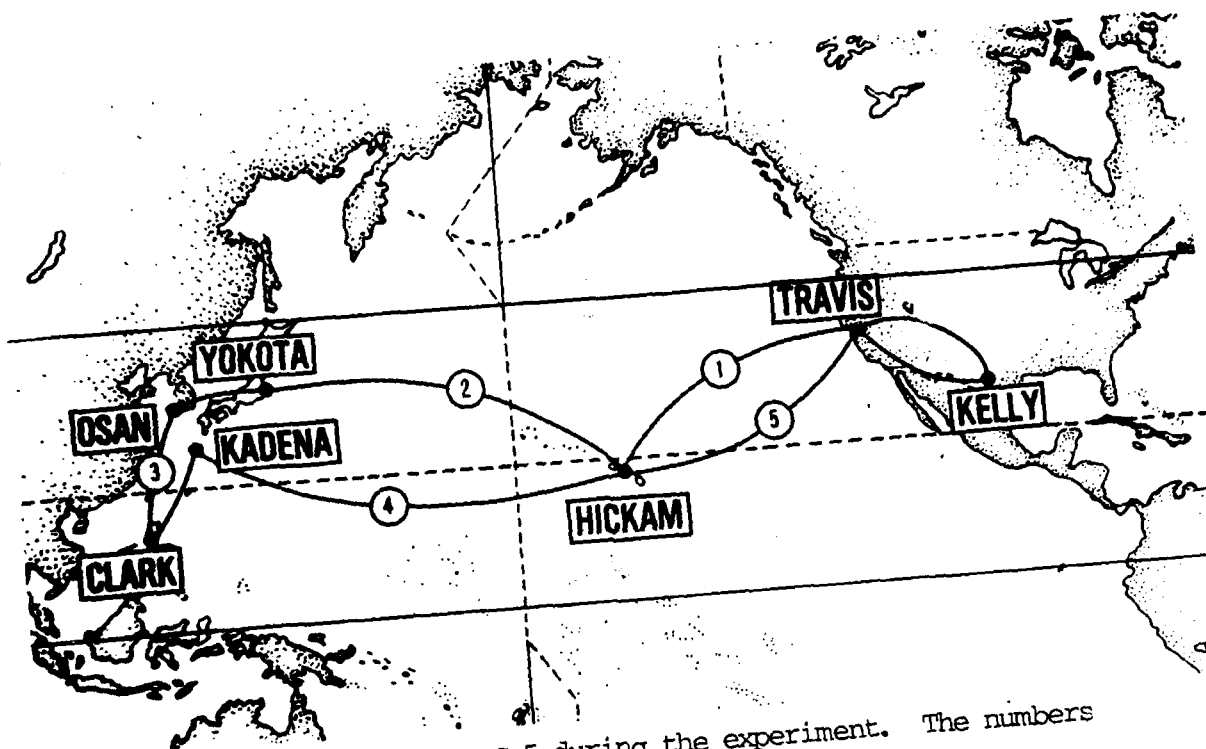 TRAVIS
YOKOTA
1
2
KELLY
OSAN
KADENA
5
3
4
HICKAM
CLARK
during the experiment. The numbers